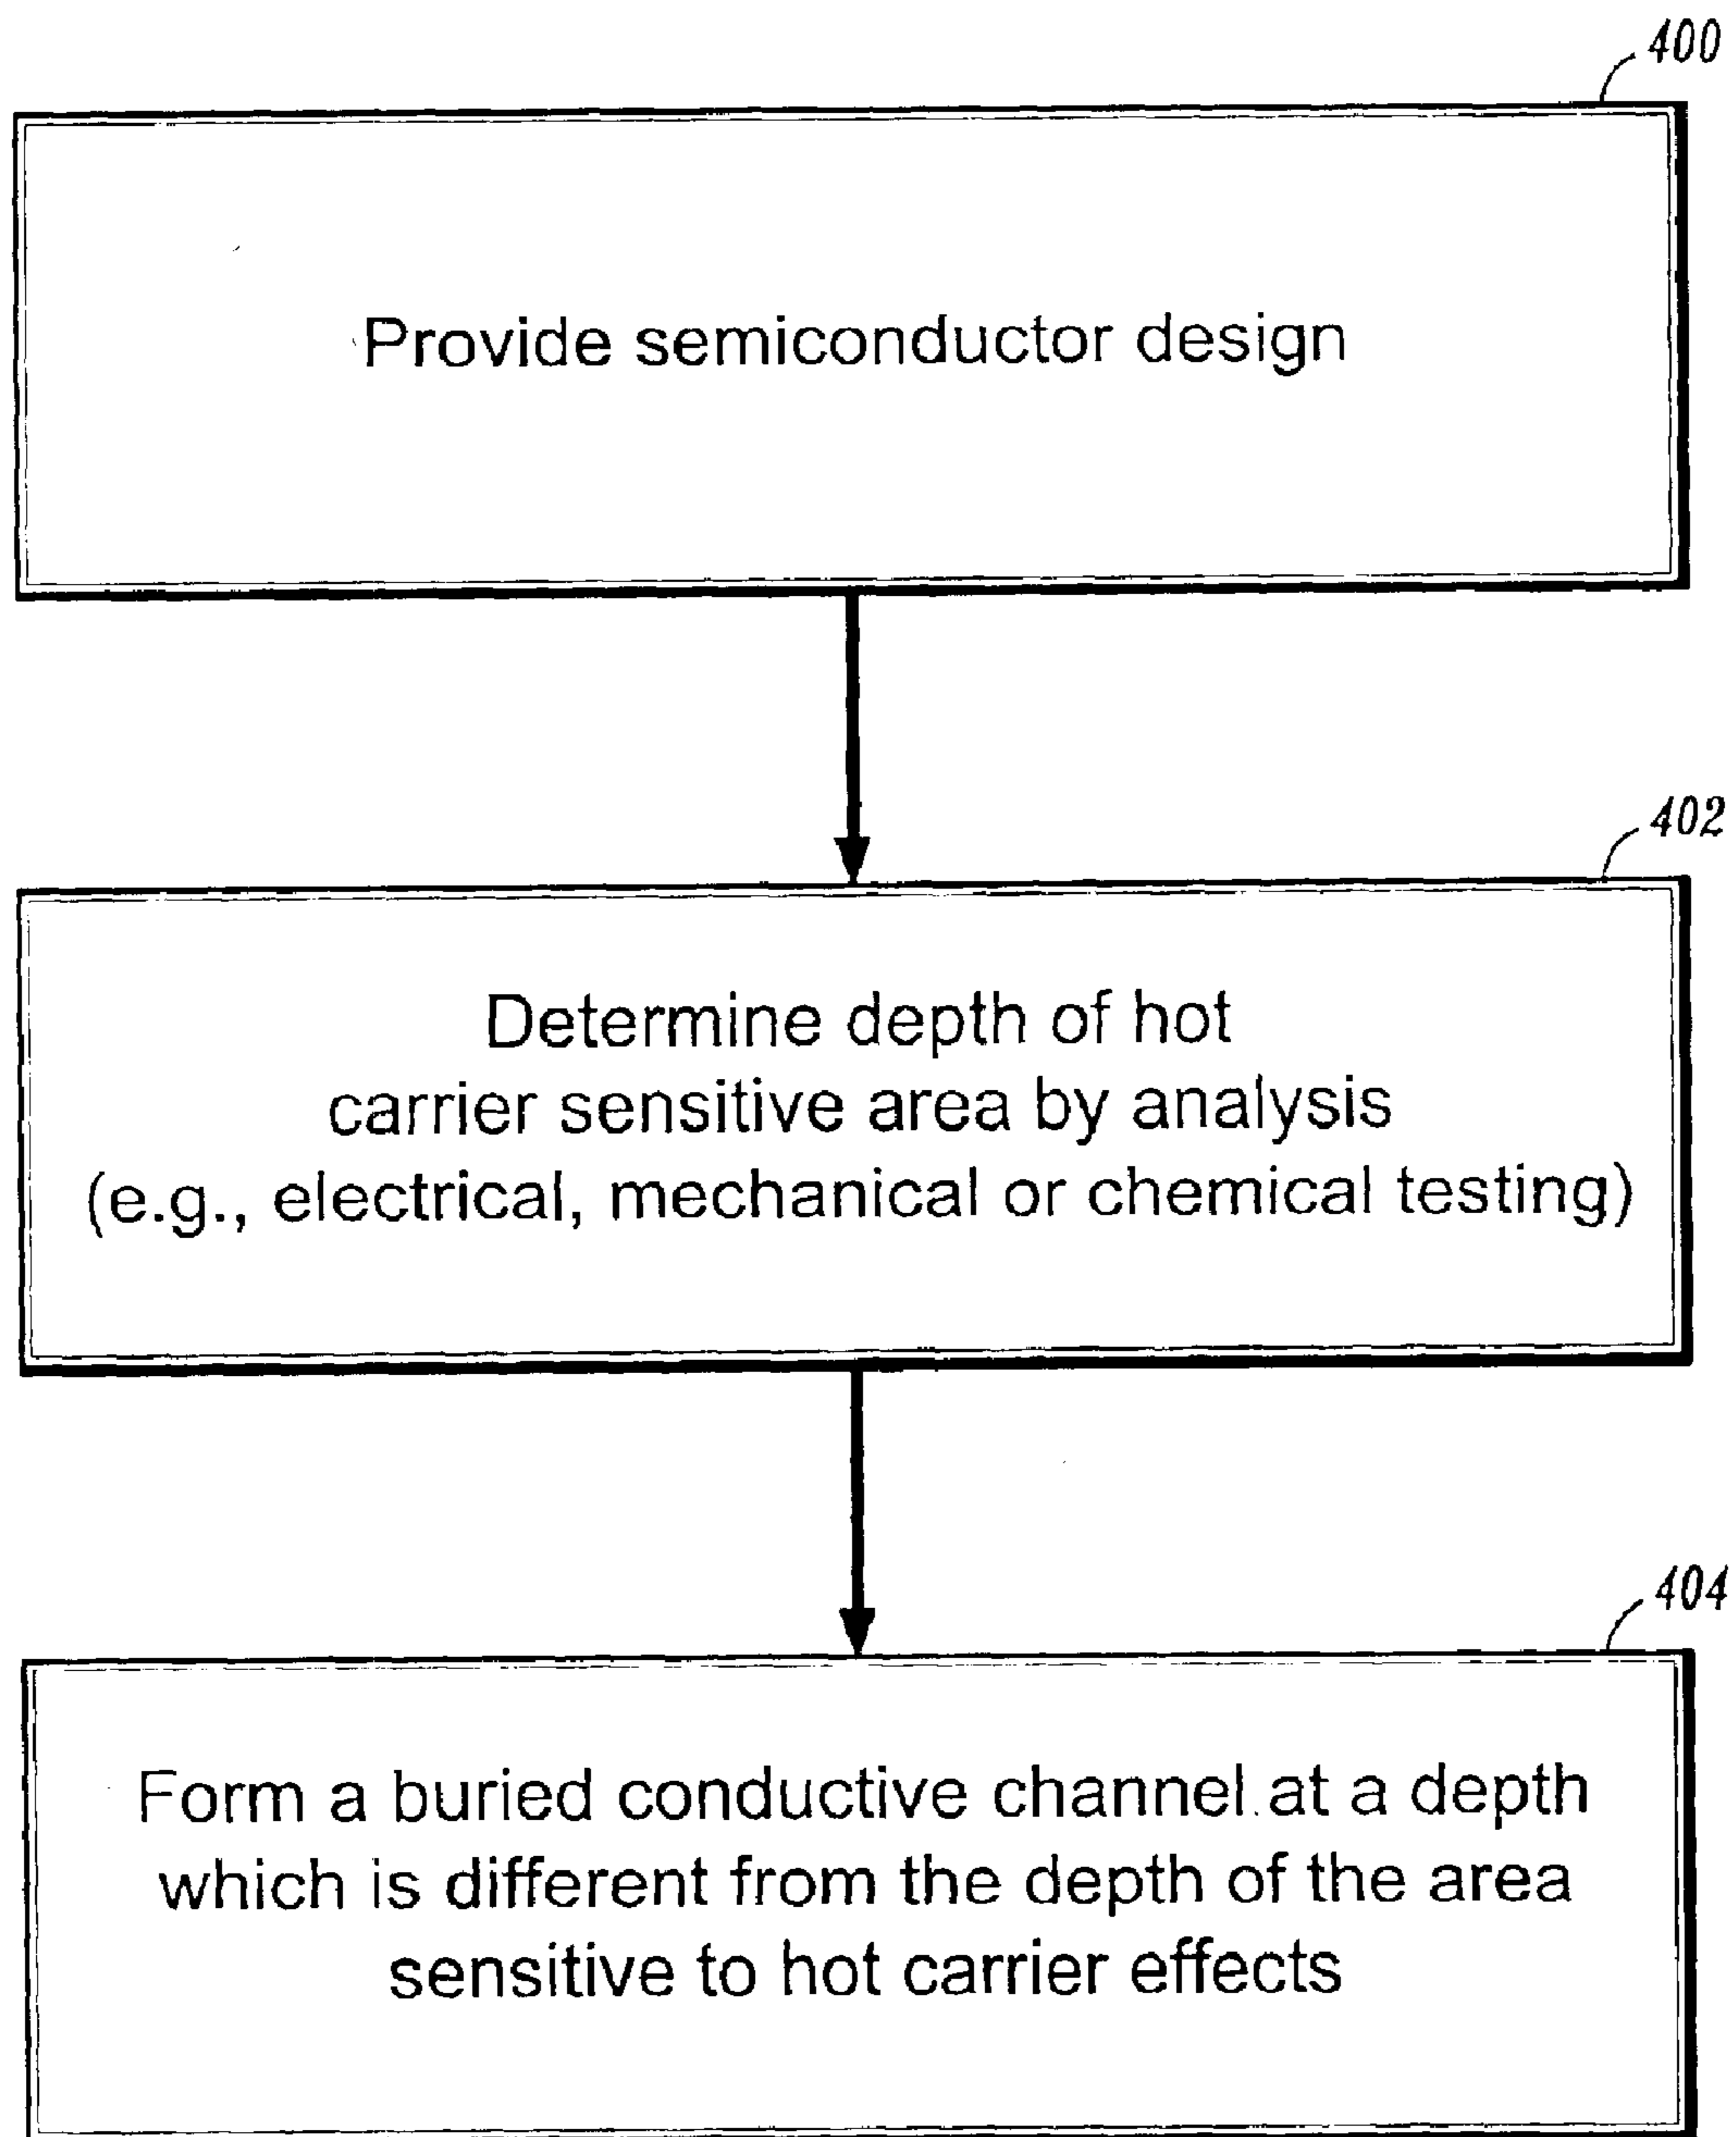 400
Provide semiconductor design
402
Determine depth of hot
carrier sensitive area by analysis
(e.g., electrical, mechanical or chemical testing)
404
Form a buried conductive channel at a depth
which is different from the depth of the area
sensitive to hot carrier effects